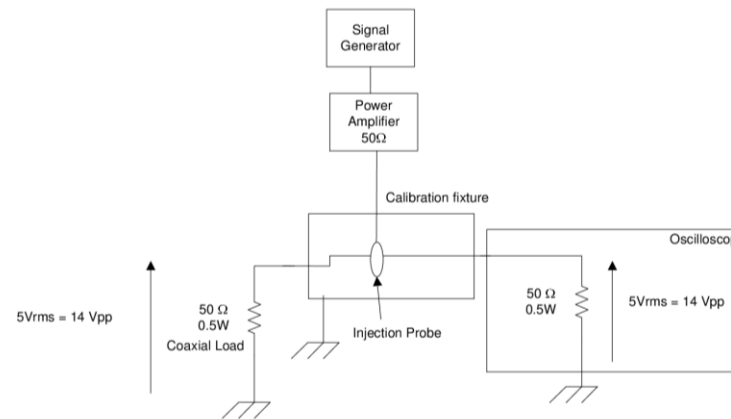 Signal
Generator
Power
Amplifier
50Ω
Calibration fixture
Oscilloscop
5Vrms = 14 Vpp
50 Ω
0.5W
Coaxial Load
Injection Probe
50 Ω
0.5W
5Vrms = 14 Vpp